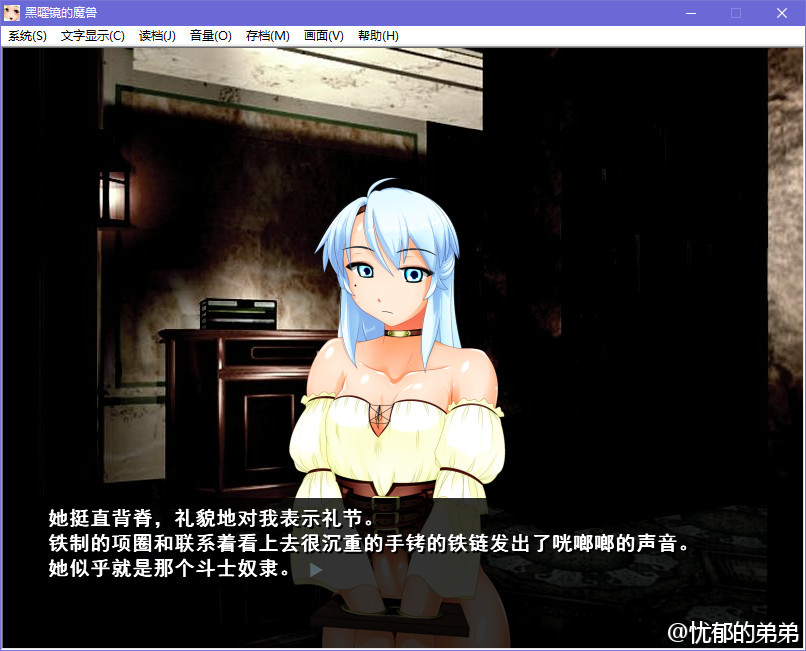 黑曜镜的魔兽
系统(S) 文字显示(C) 读档(J) 音量(O) 存档(M) 画面(V) 帮助(H)
她挺直背脊，礼貌地对我表示礼节。
铁制的项圈和联系着看上去很沉重的手铐的铁链发出了咣啷啷的声音。
她似乎就是那个斗士奴隶。
@忧郁的弟弟